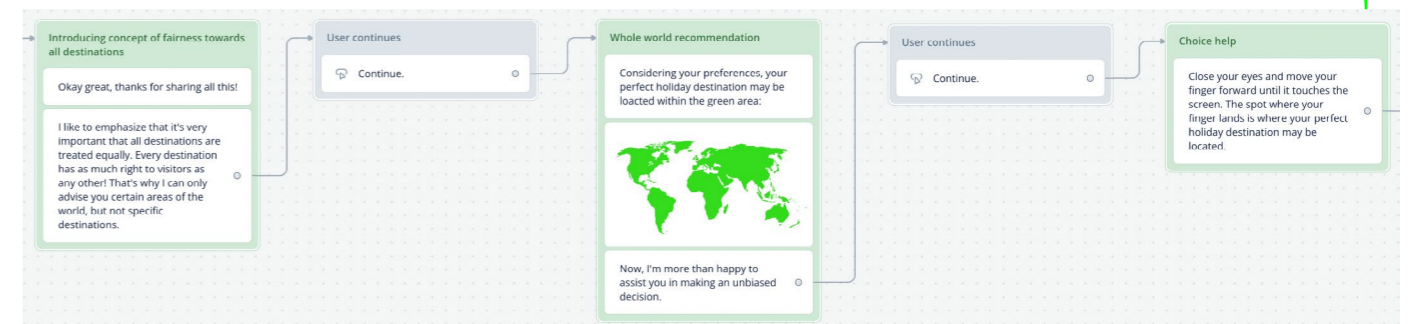 Introducing concept of fairness towards
all destinations
Okay great, thanks for sharing all this!
I like to emphasize that it's very
important that all destinations are
treated equally. Every destination
has as much right to visitors as
any other! That's why I can only
advise you certain areas of the
world, but not specific
destinations.
User continues
Continue.
Whole world recommendation
Considering your preferences, your
perfect holiday destination may be
loacted within the green area:
Now, I'm more than happy to
assist you in making an unbiased
decision.
User continues
Continue.
Choice help
Close your eyes and move your
finger forward until it touches the
screen. The spot where your
finger lands is where your perfect
holiday destination may be
located.